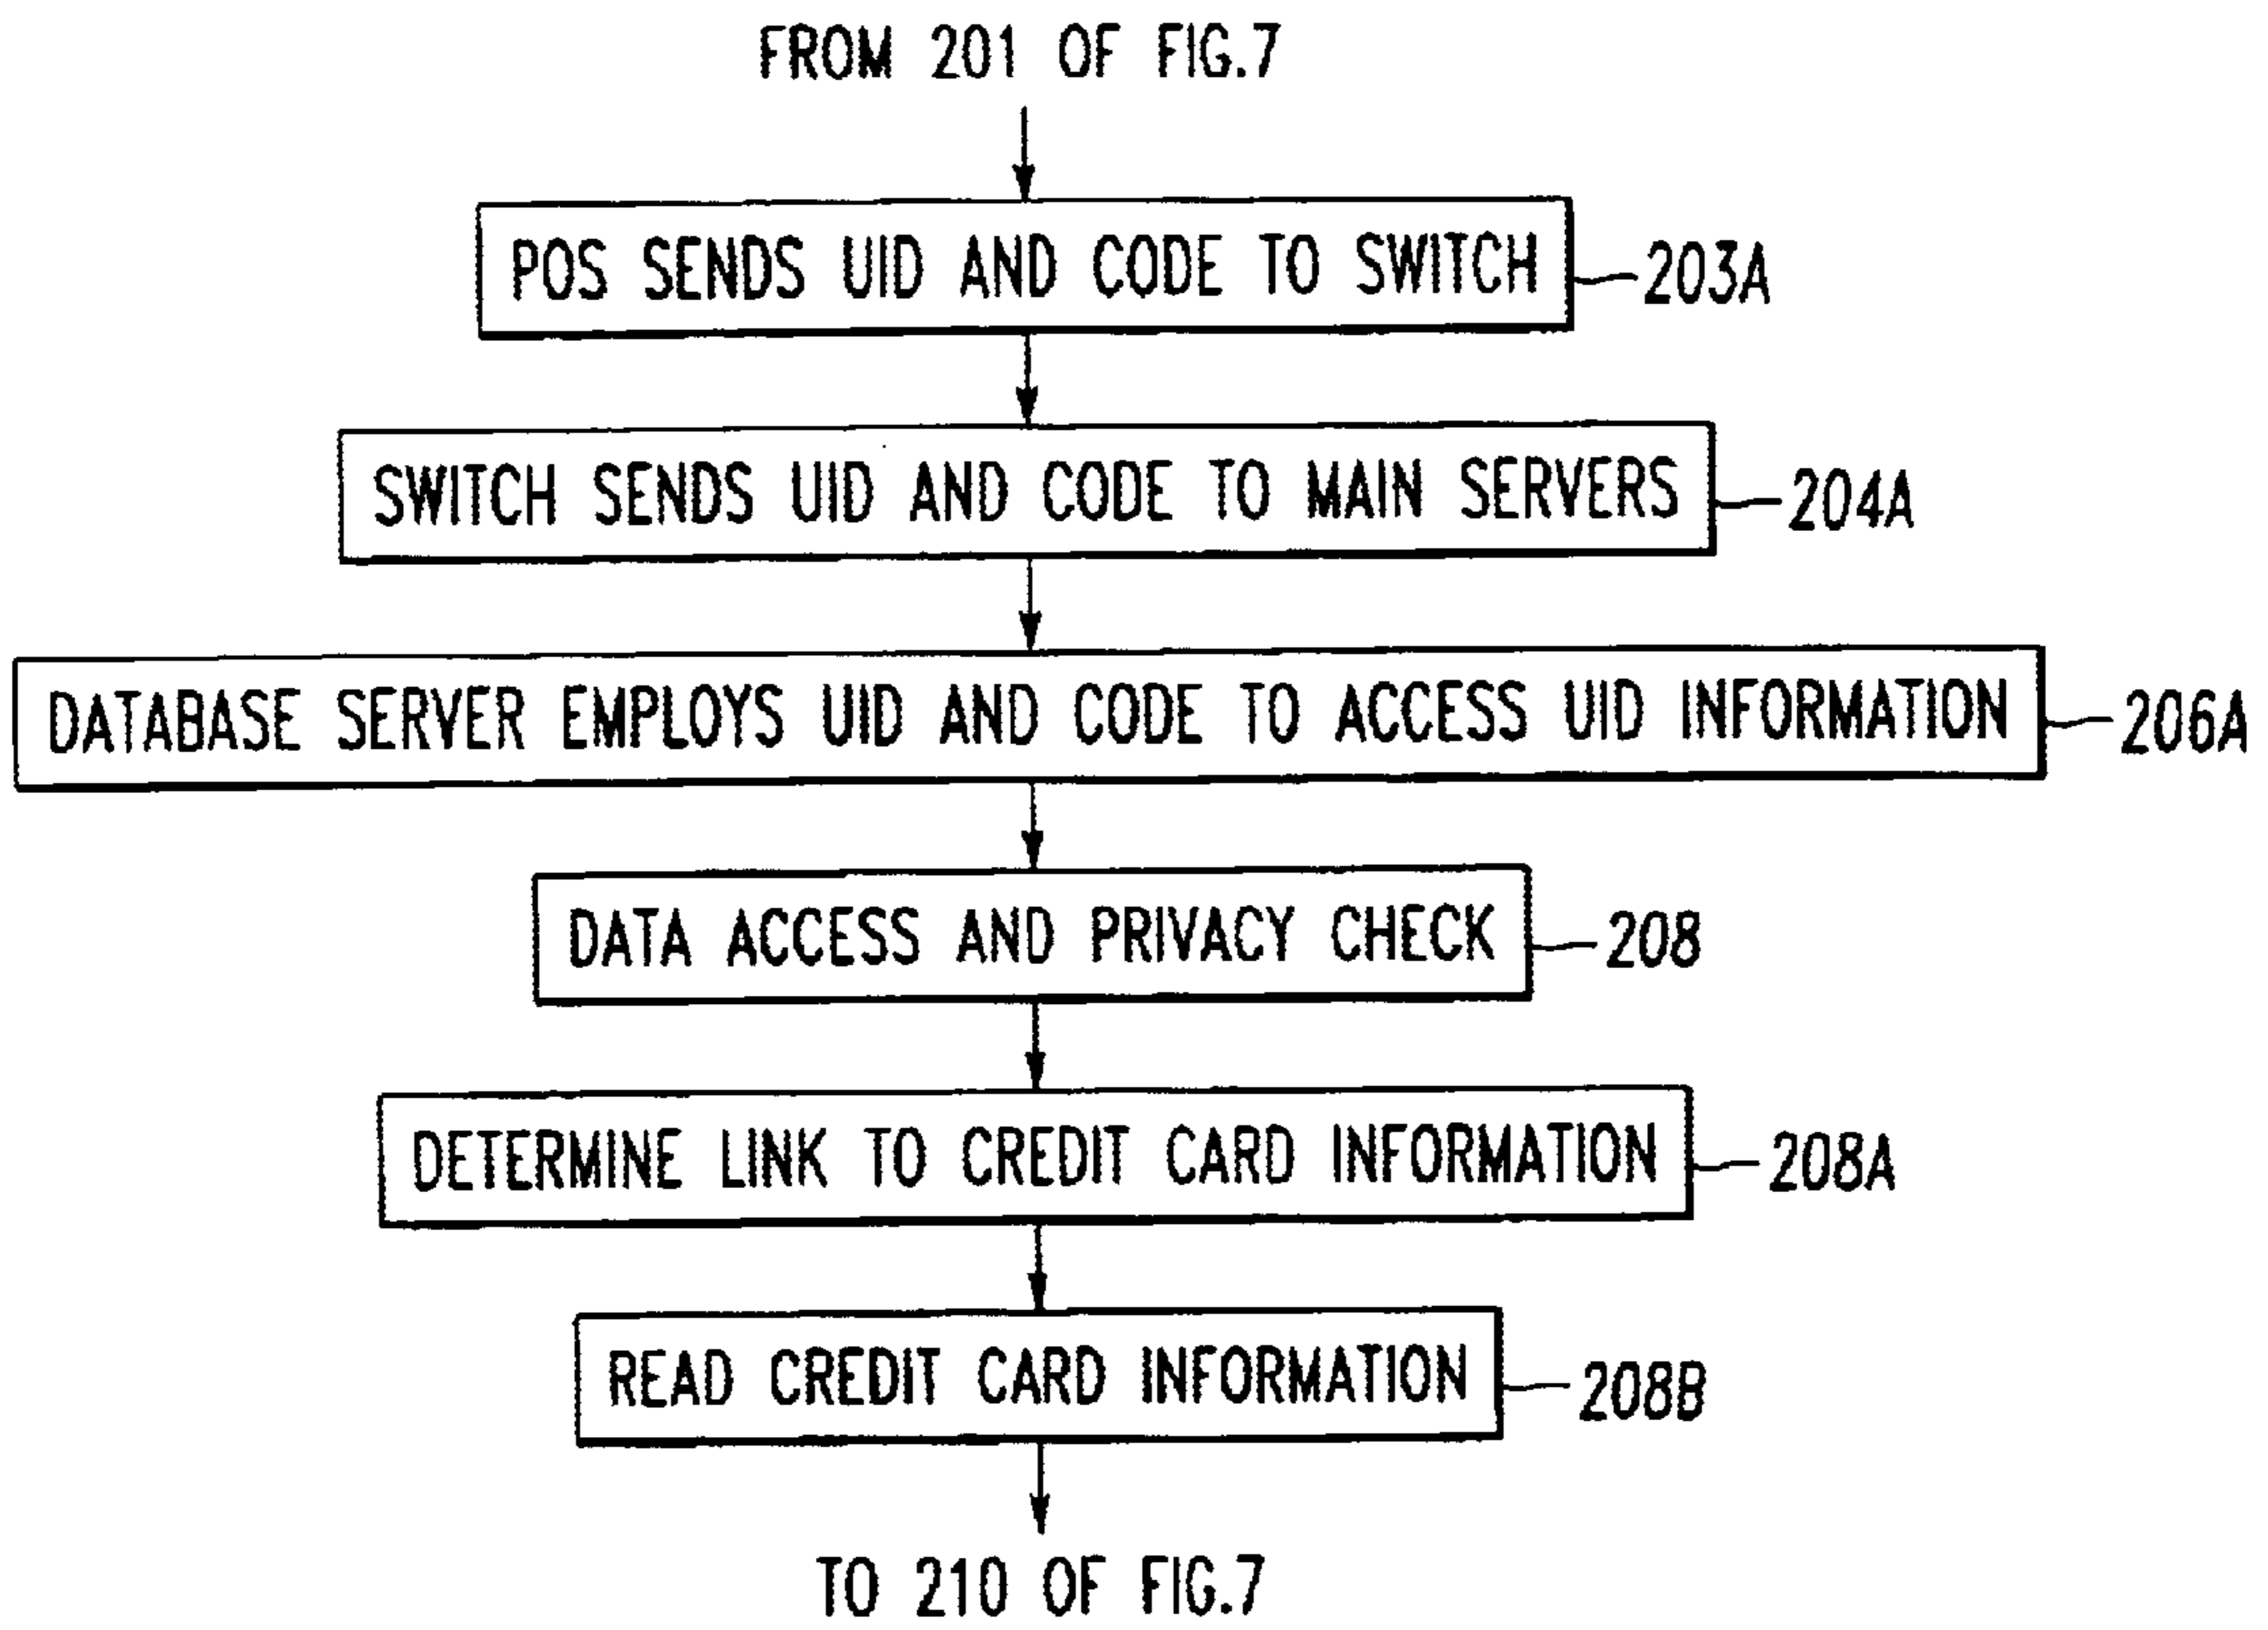 FROM 201 OF FIG.7
POS SENDS UID AND CODE TO SWITCH
203A
SWITCH SENDS UID AND CODE TO MAIN SERVERS
204A
DATABASE SERVER EMPLOYS UID AND CODE TO ACCESS UID INFORMATION
206A
DATA ACCESS AND PRIVACY CHECK
208
DETERMINE LINK TO CREDIT CARD INFORMATION
208A
READ CREDIT CARD INFORMATION
208B
TO 210 OF FIG.7